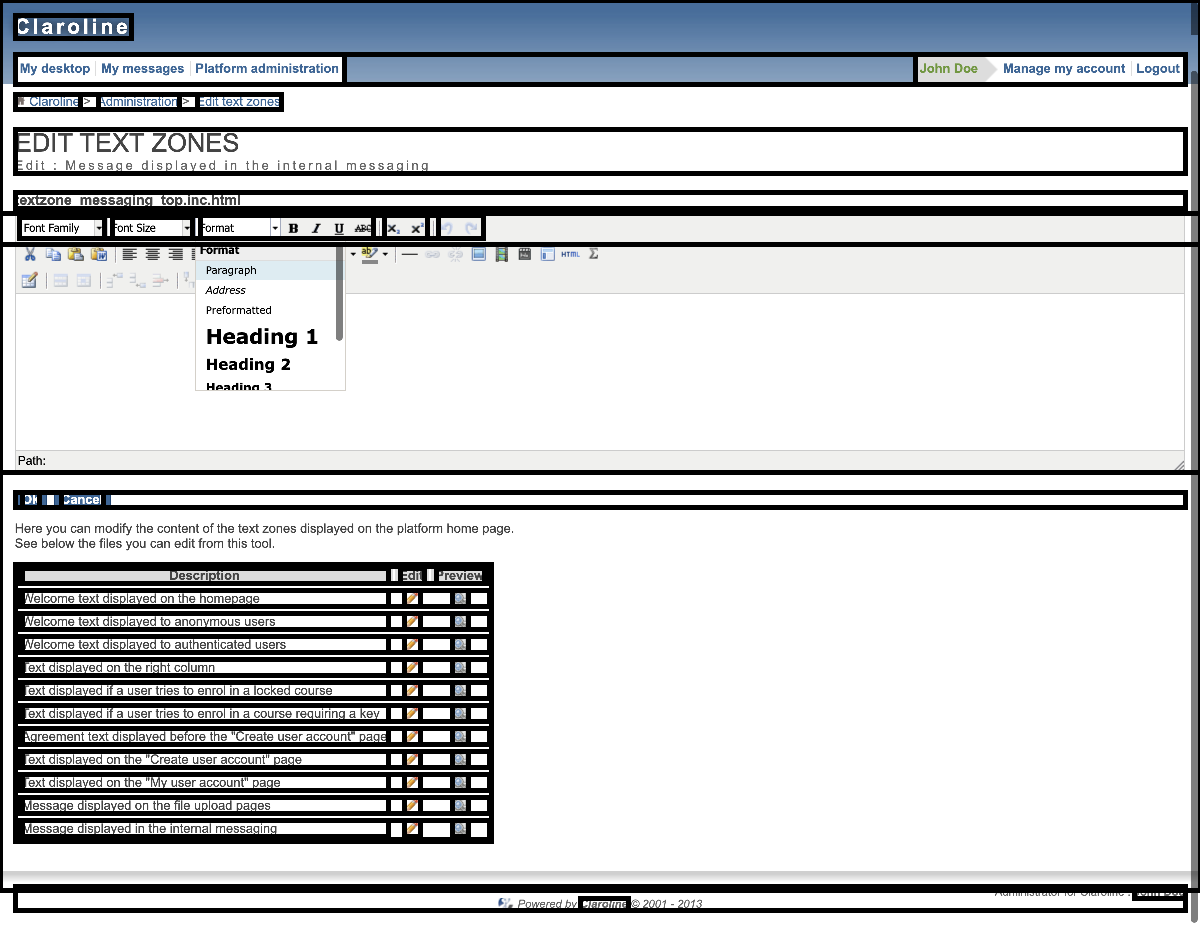 Claroline
My desktop My messages Platform administration John Doe Manage my account Logout
Claroline > Administration > Edit text zones
EDIT TEXT ZONES
Edit : Message displayed in the internal messaging
textzone_messaging_top.inc.html
Font Family Font Size Format B I U ABC x₂ x²
Format
HTML Σ
Paragraph
Address
Preformatted
Heading 1
Heading 2
Heading 3
Path:
Ok Cancel
Here you can modify the content of the text zones displayed on the platform home page.
See below the files you can edit from this tool.
Description Edit Preview
Welcome text displayed on the homepage
Welcome text displayed to anonymous users
Welcome text displayed to authenticated users
Text displayed on the right column
Text displayed if a user tries to enrol in a locked course
Text displayed if a user tries to enrol in a course requiring a key
Agreement text displayed before the "Create user account" page
Text displayed on the "Create user account" page
Text displayed on the "My user account" page
Message displayed on the file upload pages
Message displayed in the internal messaging
Administrator for Claroline : John Doe
Powered by Claroline © 2001 - 2013